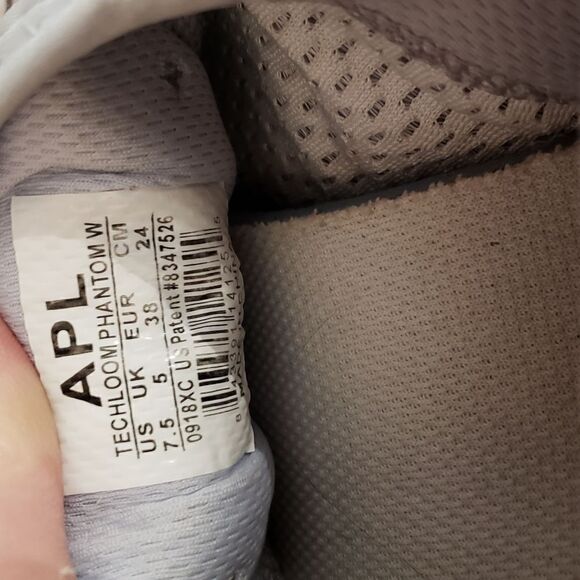 APL
TECHLOOM PHANTOM W
US UK EUR CM
7.5 5 38 24
0918XC US Patent #8347526